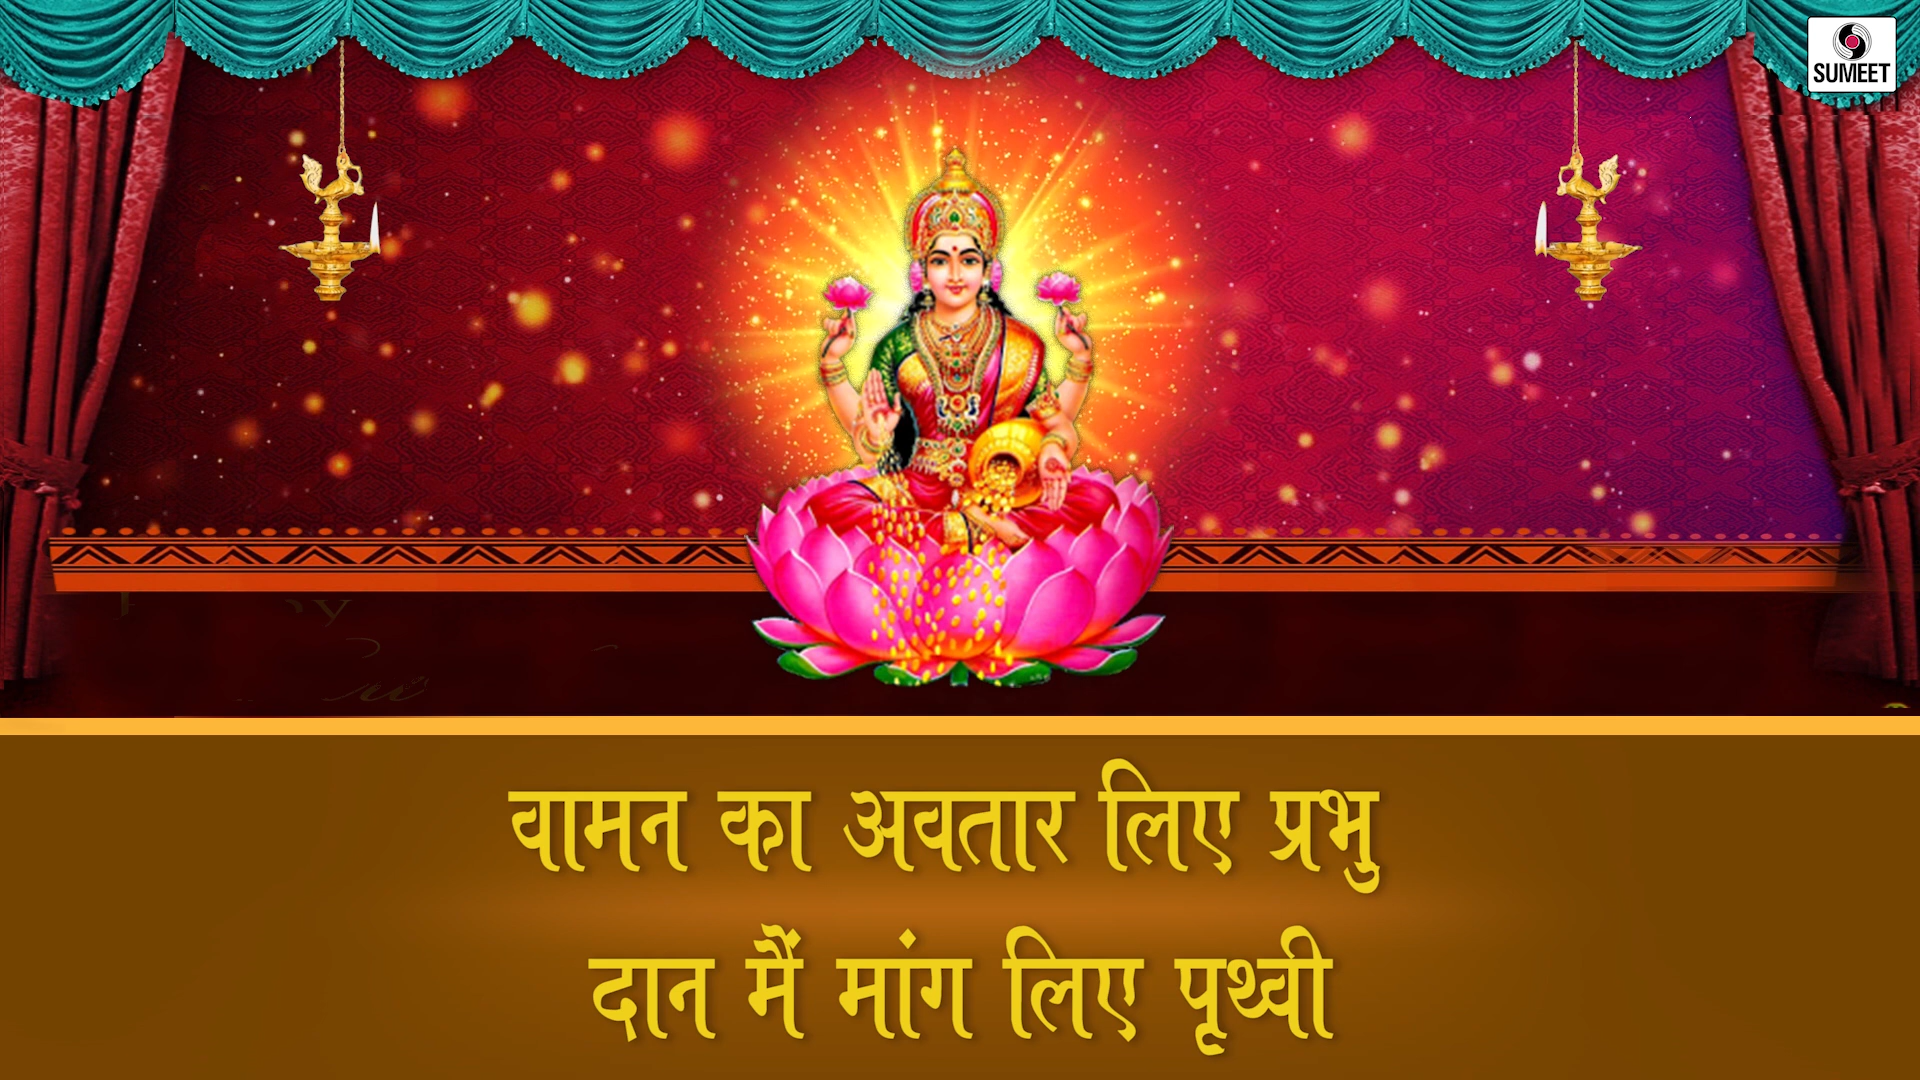 SUMEET
वामन का अवतार लिए प्रभु
दान मैं मांग लिए पृथ्वी